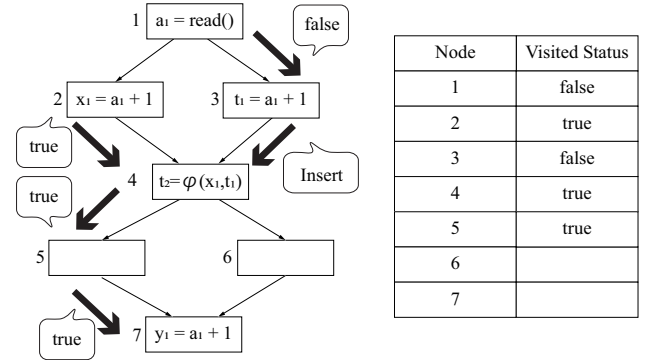 1 a₁ = read()
false
2 x₁ = a₁ + 1
3 t₁ = a₁ + 1
true
Insert
4 t₂=φ(x₁,t₁)
true
5
6
true
7 y₁ = a₁ + 1
Node Visited Status
1 false
2 true
3 false
4 true
5 true
6
7